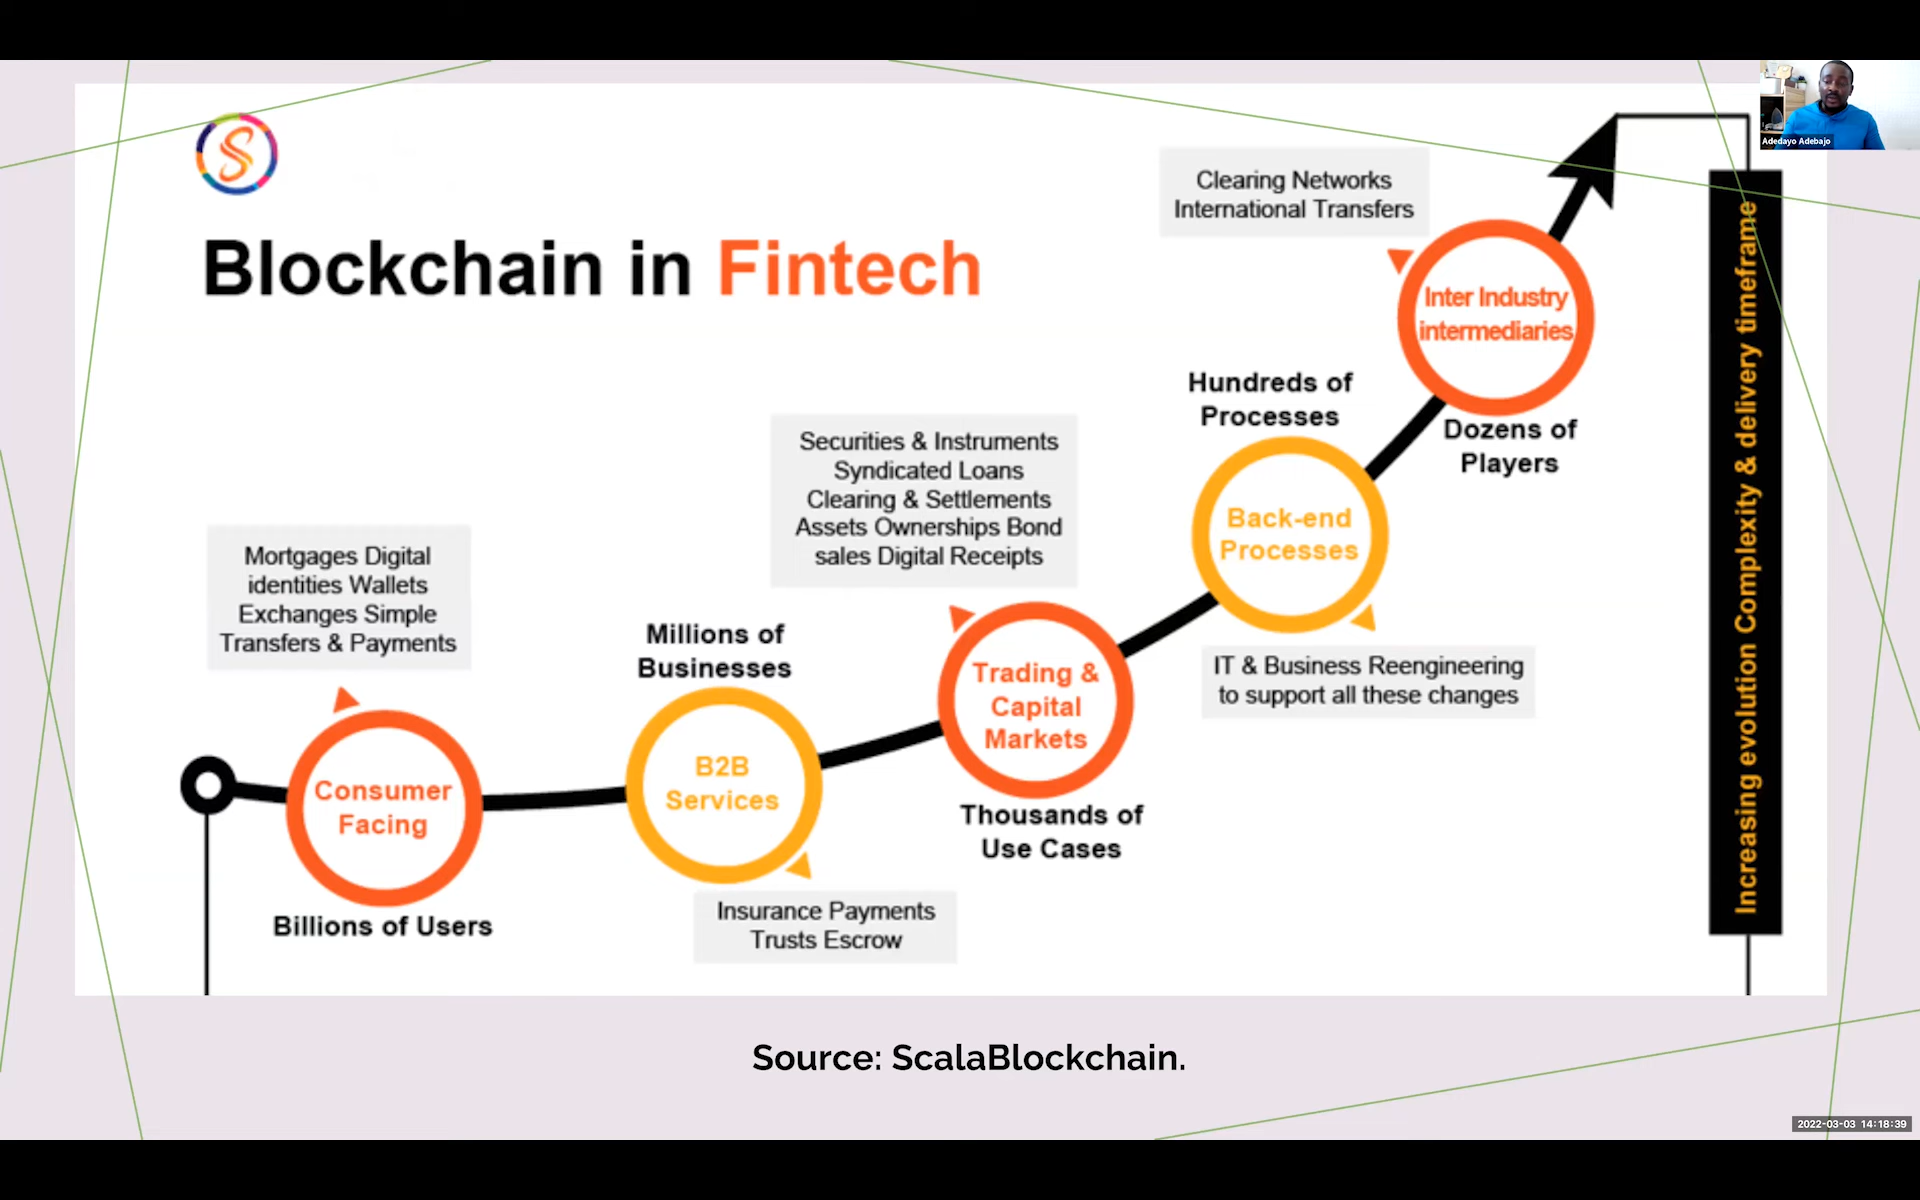 Blockchain in Fintech
Mortgages Digital
identities Wallets
Exchanges Simple
Transfers & Payments
Consumer
Facing
Billions of Users
Millions of
Businesses
B2B
Services
Insurance Payments
Trusts Escrow
Securities & Instruments
Syndicated Loans
Clearing & Settlements
Assets Ownerships Bond
sales Digital Receipts
Trading &
Capital
Markets
Thousands of
Use Cases
Hundreds of
Processes
Back-end
Processes
IT & Business Reengineering
to support all these changes
Clearing Networks
International Transfers
Inter Industry
intermediaries
Dozens of
Players
Increasing evolution Complexity & delivery timeframe
Adedayo Adebajo
Source: ScalaBlockchain.
2022-03-03 14:18:39